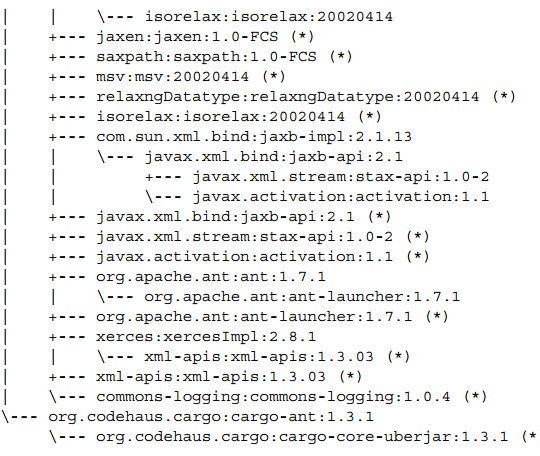 |    |    \--- isorelax:isorelax:20020414
|    +--- jaxen:jaxen:1.0-FCS (*)
|    +--- saxpath:saxpath:1.0-FCS (*)
|    +--- msv:msv:20020414 (*)
|    +--- relaxngDatatype:relaxngDatatype:20020414 (*)
|    +--- isorelax:isorelax:20020414 (*)
|    +--- com.sun.xml.bind:jaxb-impl:2.1.13
|    |    \--- javax.xml.bind:jaxb-api:2.1
|    |         +--- javax.xml.stream:stax-api:1.0-2
|    |         \--- javax.activation:activation:1.1
|    +--- javax.xml.bind:jaxb-api:2.1 (*)
|    +--- javax.xml.stream:stax-api:1.0-2 (*)
|    +--- javax.activation:activation:1.1 (*)
|    +--- org.apache.ant:ant:1.7.1
|    |    \--- org.apache.ant:ant-launcher:1.7.1
|    +--- org.apache.ant:ant-launcher:1.7.1 (*)
|    +--- xerces:xercesImpl:2.8.1
|    |    \--- xml-apis:xml-apis:1.3.03 (*)
|    +--- xml-apis:xml-apis:1.3.03 (*)
|    \--- commons-logging:commons-logging:1.0.4 (*)
\--- org.codehaus.cargo:cargo-ant:1.3.1
     \--- org.codehaus.cargo:cargo-core-uberjar:1.3.1 (*